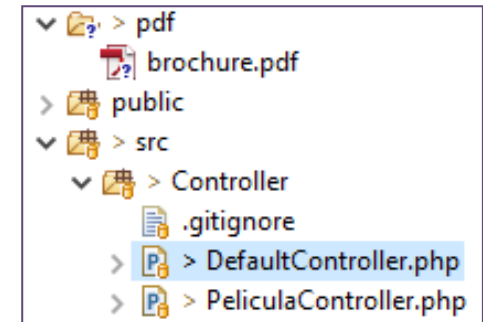 > pdf
brochure.pdf
public
> src
> Controller
.gitignore
> DefaultController.php
> PeliculaController.php